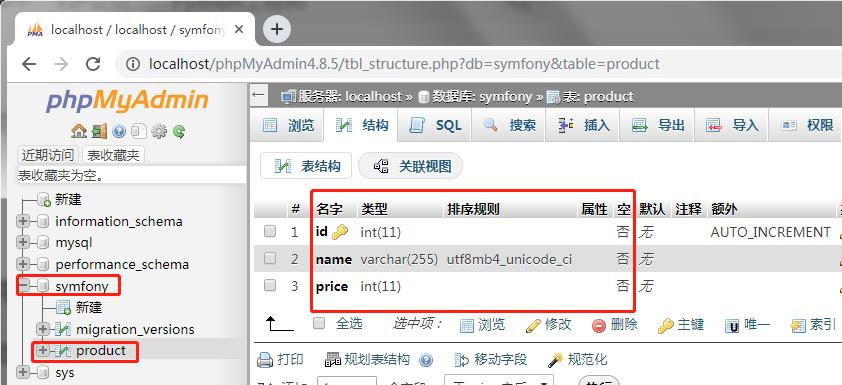 PMA localhost / localhost / symfony
localhost/phpMyAdmin4.8.5/tbl_structure.php?db=symfony&table=product
phpMyAdmin
近期访问 表收藏夹
表收藏夹为空。
新建
information_schema
mysql
performance_schema
symfony
新建
migration_versions
product
sys
服务器: localhost » 数据库: symfony » 表: product
浏览 结构 SQL 搜索 插入 导出 导入 权限
表结构 关联视图
# 名字 类型 排序规则 属性 空 默认 注释 额外
1 id int(11) 否 无 AUTO_INCREMENT
2 name varchar(255) utf8mb4_unicode_ci 否 无
3 price int(11) 否 无
全选 选中项： 浏览 修改 删除 主键 唯一 索引
打印 规划表结构 移动字段 规范化